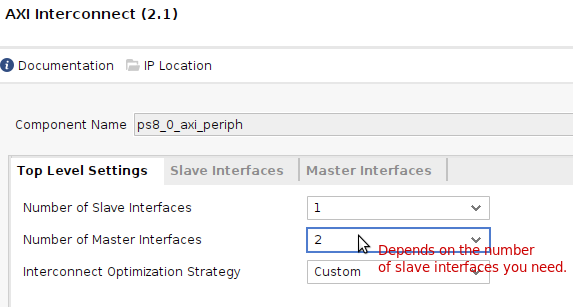 AXI Interconnect (2.1)
Documentation IP Location
Component Name ps8_0_axi_periph
Top Level Settings Slave Interfaces Master Interfaces
Number of Slave Interfaces 1
Number of Master Interfaces 2
Depends on the number
of slave interfaces you need.
Interconnect Optimization Strategy Custom